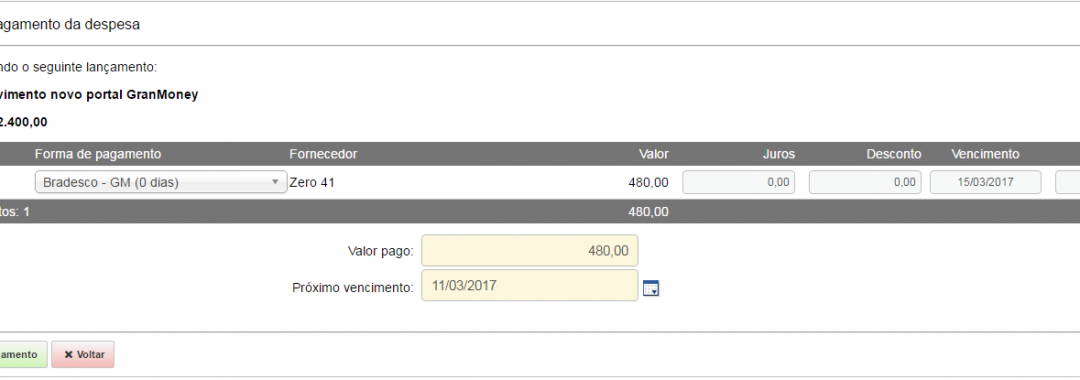 agamento da despesa
ndo o seguinte lançamento:
vimento novo portal GranMoney
2.400,00
Forma de pagamento Fornecedor Valor Juros Desconto Vencimento
Bradesco - GM (0 dias) Zero 41 480,00 0,00 0,00 15/03/2017
tos: 1 480,00
Valor pago: 480,00
Próximo vencimento: 11/03/2017
amento Voltar